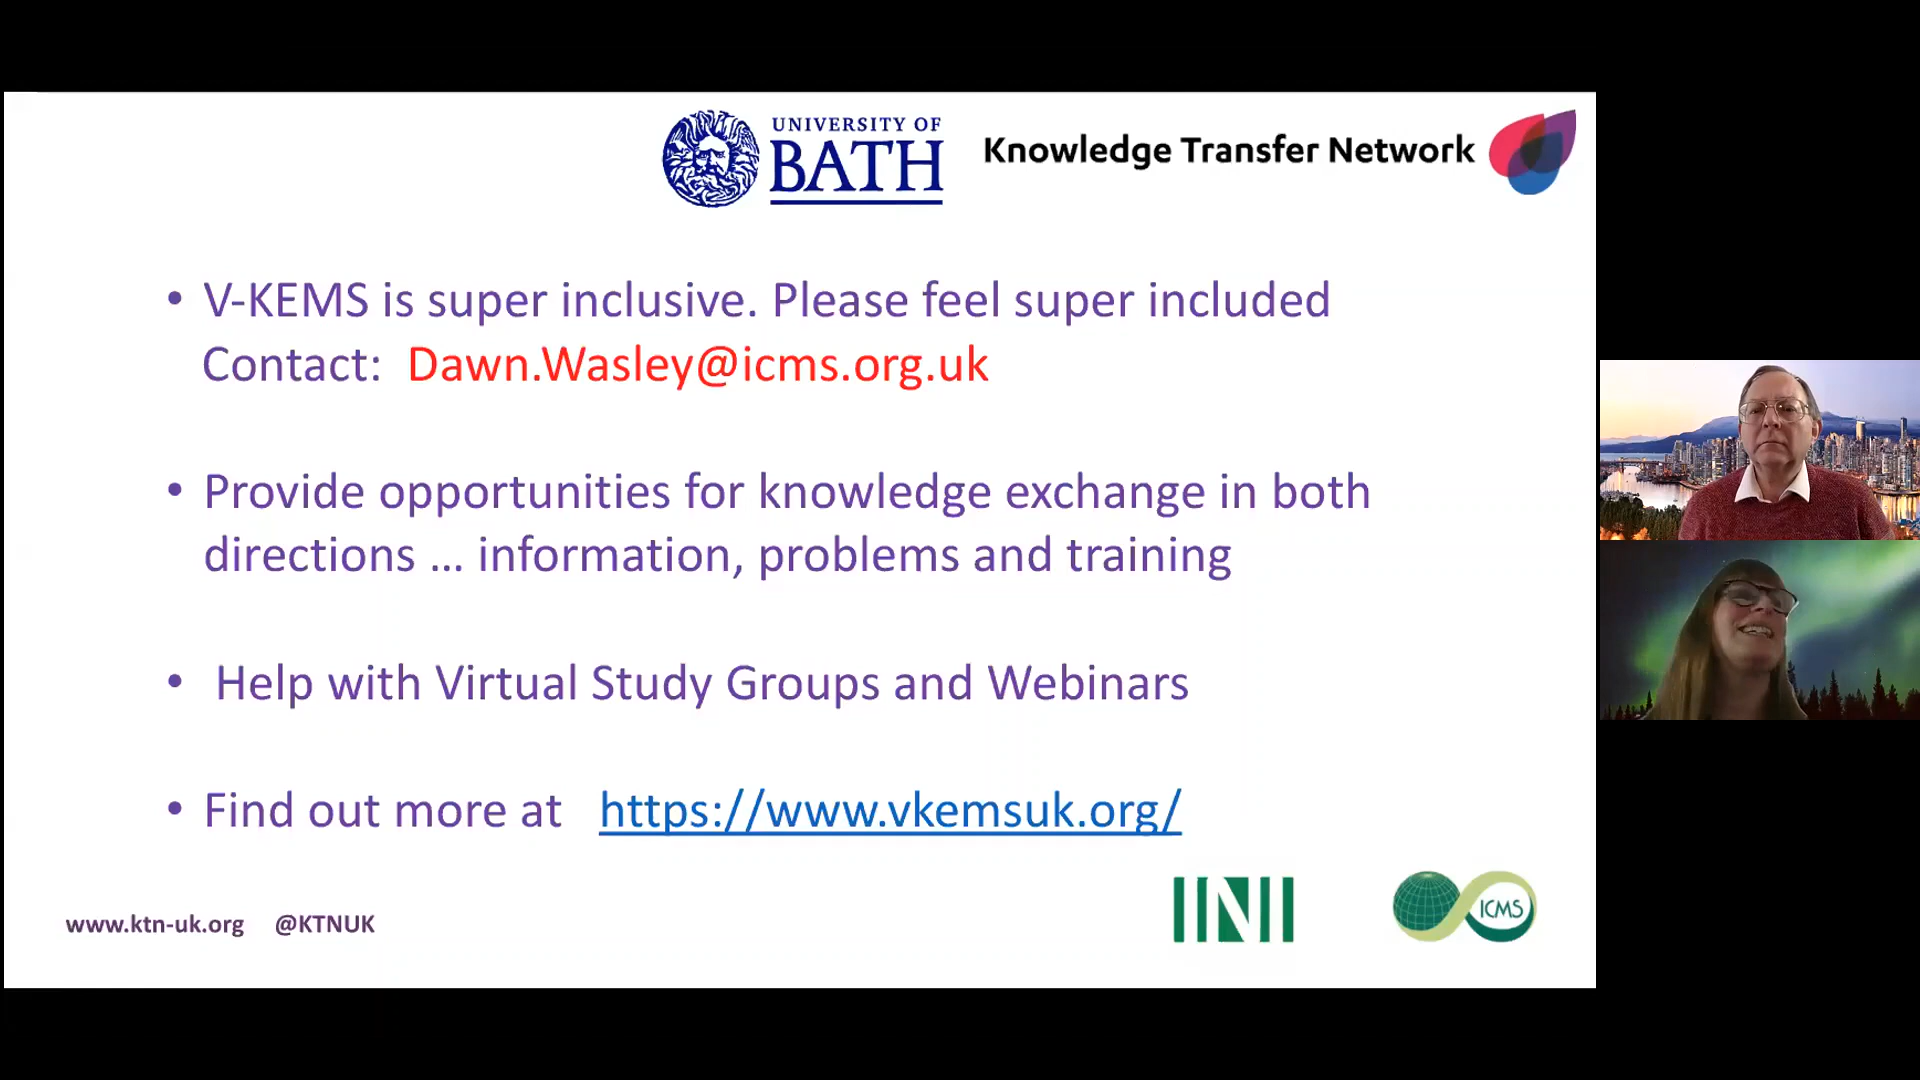 UNIVERSITY OF
BATH
Knowledge Transfer Network
• V-KEMS is super inclusive. Please feel super included
Contact: Dawn.Wasley@icms.org.uk
• Provide opportunities for knowledge exchange in both
directions ... information, problems and training
• Help with Virtual Study Groups and Webinars
• Find out more at https://www.vkemsuk.org/
www.ktn-uk.org @KTNUK
INI
ICMS